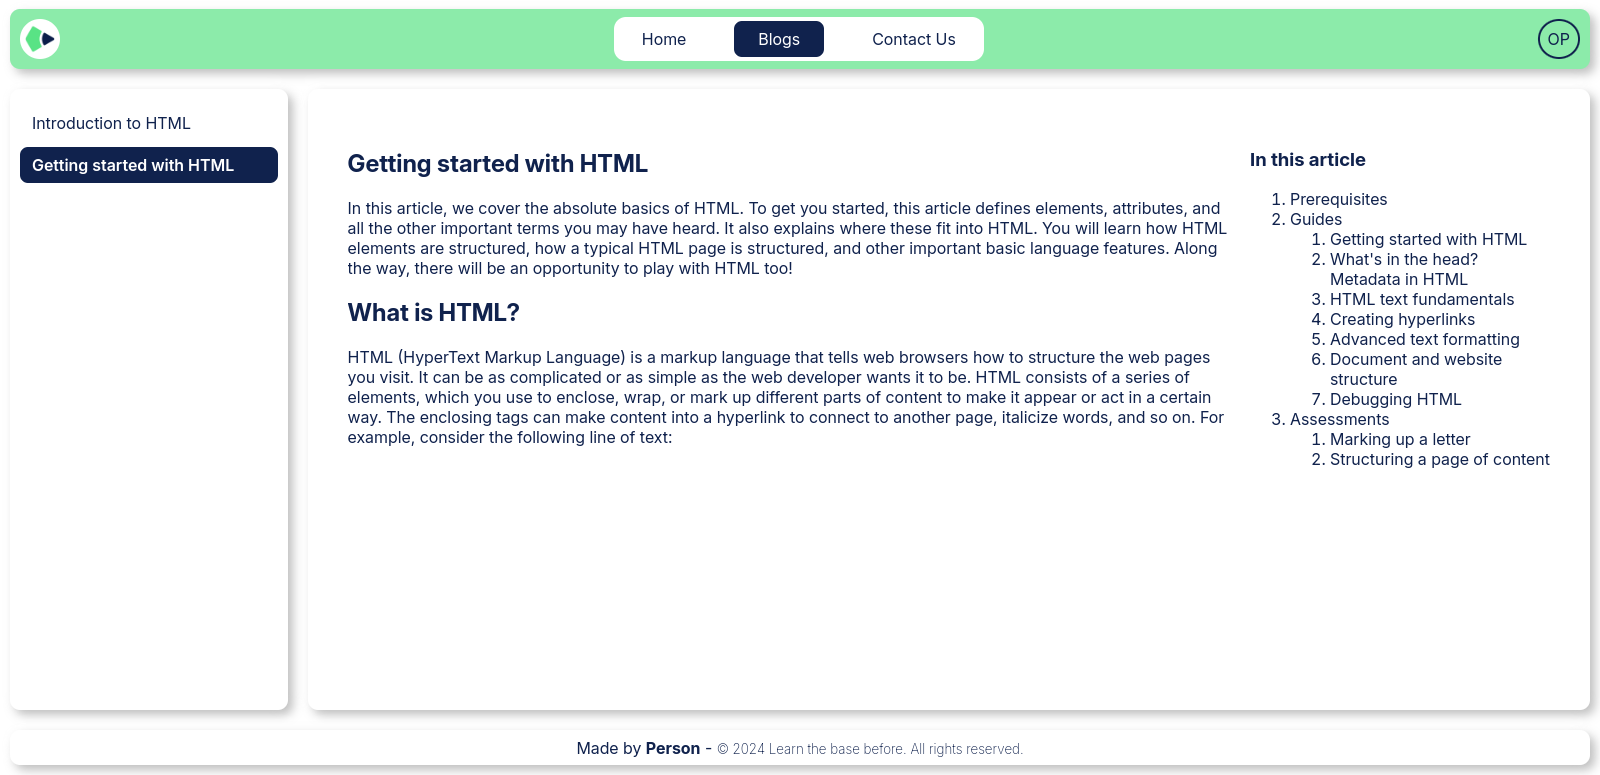 Home
Blogs
Contact Us
OP
Introduction to HTML
Getting started with HTML
Getting started with HTML
In this article, we cover the absolute basics of HTML. To get you started, this article defines elements, attributes, and
all the other important terms you may have heard. It also explains where these fit into HTML. You will learn how HTML
elements are structured, how a typical HTML page is structured, and other important basic language features. Along
the way, there will be an opportunity to play with HTML too!
What is HTML?
HTML (HyperText Markup Language) is a markup language that tells web browsers how to structure the web pages
you visit. It can be as complicated or as simple as the web developer wants it to be. HTML consists of a series of
elements, which you use to enclose, wrap, or mark up different parts of content to make it appear or act in a certain
way. The enclosing tags can make content into a hyperlink to connect to another page, italicize words, and so on. For
example, consider the following line of text:
In this article
1. Prerequisites
2. Guides
1. Getting started with HTML
2. What's in the head?
Metadata in HTML
3. HTML text fundamentals
4. Creating hyperlinks
5. Advanced text formatting
6. Document and website
structure
7. Debugging HTML
3. Assessments
1. Marking up a letter
2. Structuring a page of content
Made by Person - © 2024 Learn the base before. All rights reserved.